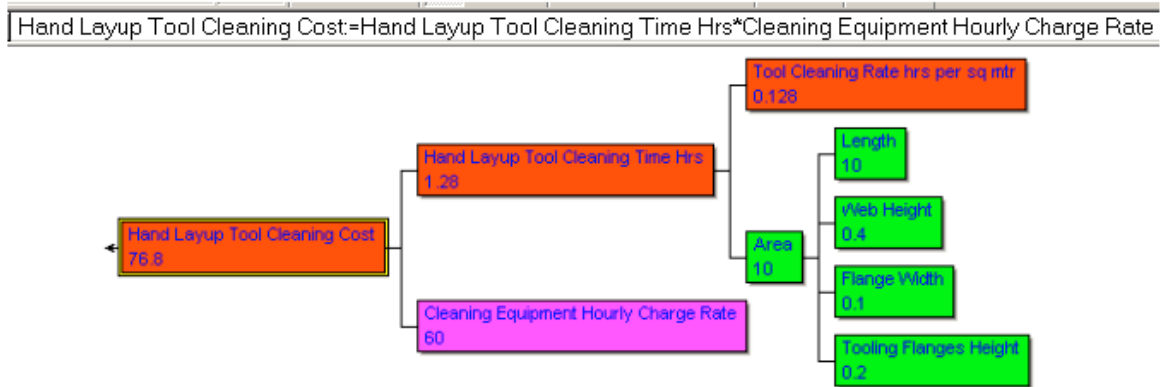 Hand Layup Tool Cleaning Cost:=Hand Layup Tool Cleaning Time Hrs*Cleaning Equipment Hourly Charge Rate
Tool Cleaning Rate hrs per sq mtr
0.128
Length
10
Hand Layup Tool Cleaning Time Hrs
1.28
Web Height
0.4
Hand Layup Tool Cleaning Cost
76.8
Area
10
Flange Width
0.1
Cleaning Equipment Hourly Charge Rate
60
Tooling Flanges Height
0.2